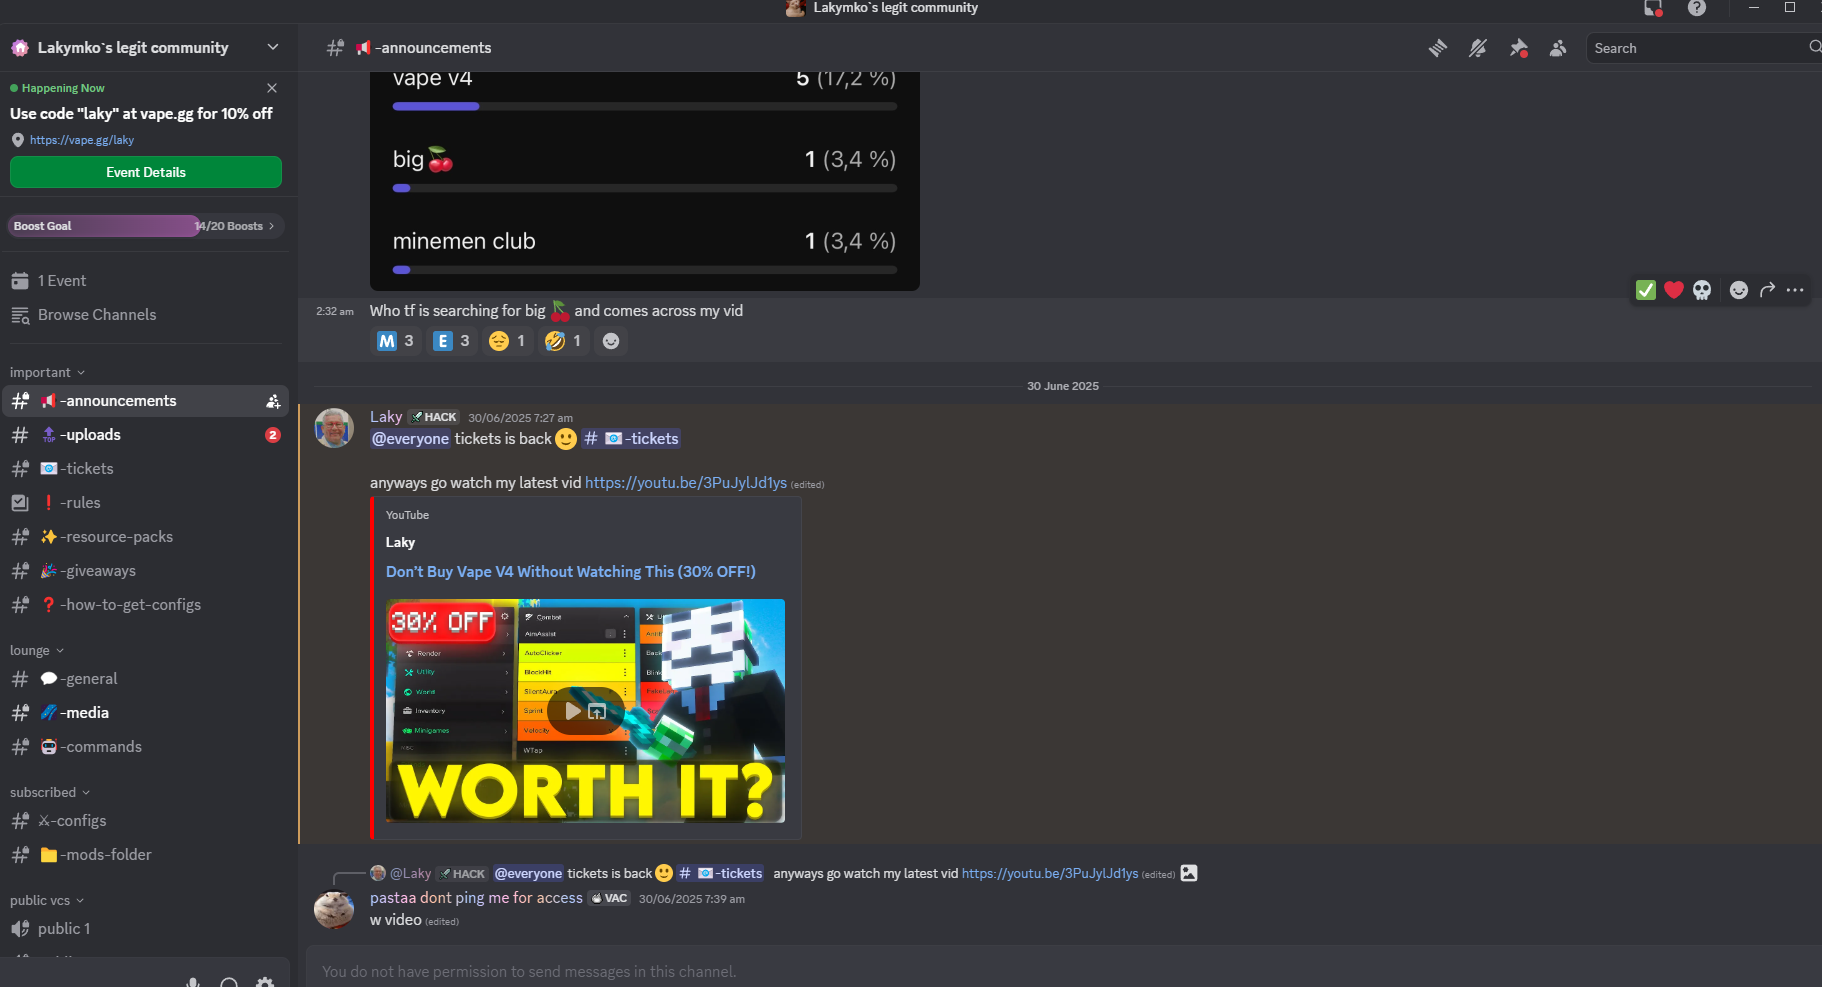 Lakymko`s legit community
Lakymko`s legit community
Happening Now
Use code "laky" at vape.gg for 10% off
https://vape.gg/laky
Event Details
Boost Goal
14/20 Boosts
1 Event
Browse Channels
important
-announcements
-uploads
2
-tickets
-rules
-resource-packs
-giveaways
-how-to-get-configs
lounge
-general
-media
-commands
subscribed
-configs
-mods-folder
public vcs
public 1
-announcements
Search
vape v4
5 (17,2 %)
big🍒
1 (3,4 %)
minemen club
1 (3,4 %)
2:32 am
Who tf is searching for big 🍒 and comes across my vid
M 3
E 3
1
1
30 June 2025
Laky HACK 30/06/2025 7:27 am
@everyone tickets is back 🙂 # 📧-tickets
anyways go watch my latest vid https://youtu.be/3PuJylJd1ys (edited)
YouTube
Laky
Don't Buy Vape V4 Without Watching This (30% OFF!)
30% OFF
Render
Utility
World
Inventory
Minigames
Combat
AimAssist
AutoClicker
BlockHit
SilentAura
Sprint
Velocity
WTap
WORTH IT?
@Laky HACK @everyone tickets is back 🙂 # 📧-tickets anyways go watch my latest vid https://youtu.be/3PuJylJd1ys (edited)
pastaa dont ping me for access VAC 30/06/2025 7:39 am
w video (edited)
You do not have permission to send messages in this channel.